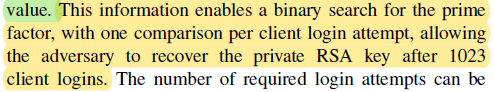 value. This information enables a binary search for the prime
factor, with one comparison per client login attempt, allowing
the adversary to recover the private RSA key after 1023
client logins. The number of required login attempts can be